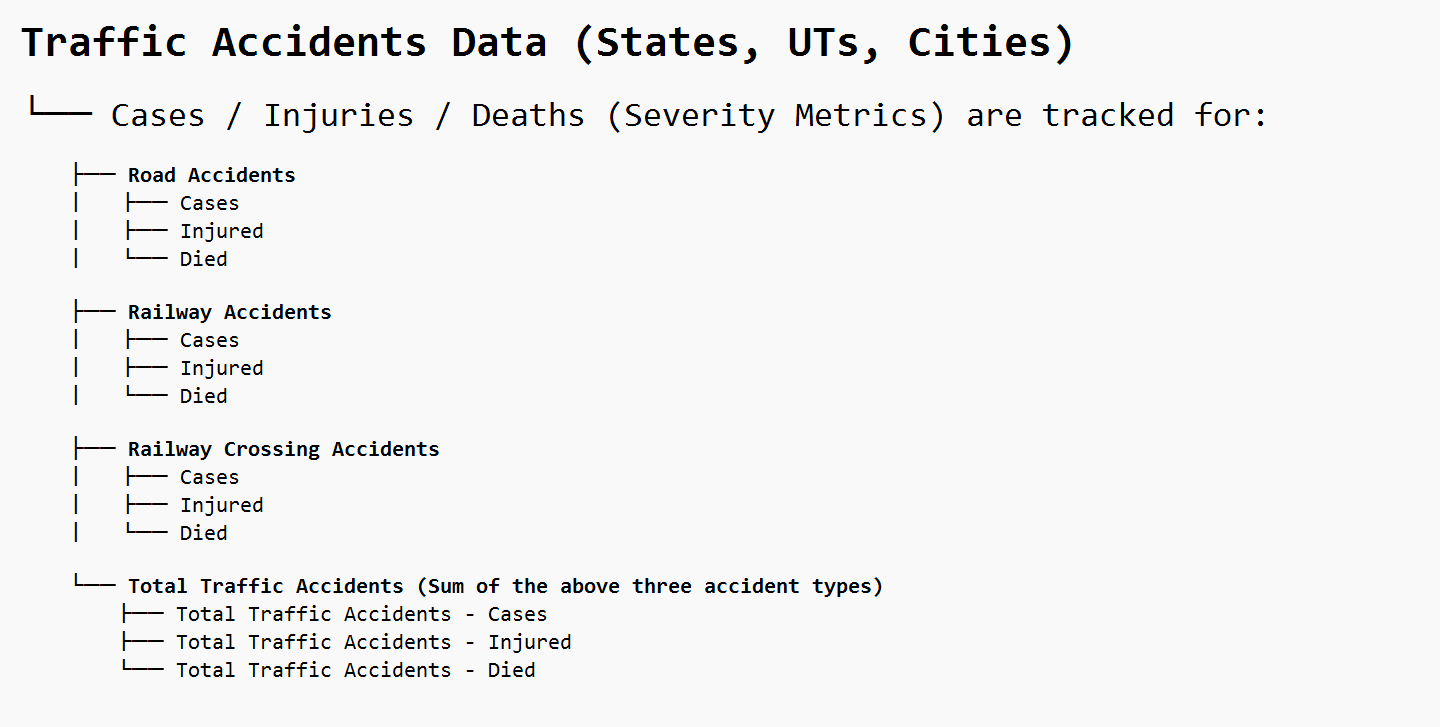 Traffic Accidents Data (States, UTs, Cities)
└── Cases / Injuries / Deaths (Severity Metrics) are tracked for:
├── Road Accidents
│   ├── Cases
│   ├── Injured
│   └── Died
├── Railway Accidents
│   ├── Cases
│   ├── Injured
│   └── Died
├── Railway Crossing Accidents
│   ├── Cases
│   ├── Injured
│   └── Died
└── Total Traffic Accidents (Sum of the above three accident types)
├── Total Traffic Accidents - Cases
├── Total Traffic Accidents - Injured
└── Total Traffic Accidents - Died